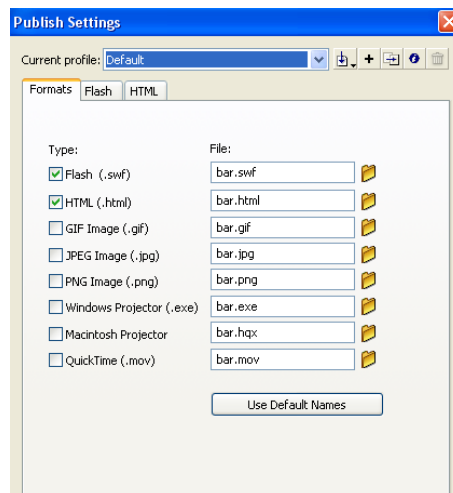 Publish Settings
Current profile: Default
Formats Flash HTML
Type: File:
Flash (.swf) bar.swf
HTML (.html) bar.html
GIF Image (.gif) bar.gif
JPEG Image (.jpg) bar.jpg
PNG Image (.png) bar.png
Windows Projector (.exe) bar.exe
Macintosh Projector bar.hqx
QuickTime (.mov) bar.mov
Use Default Names